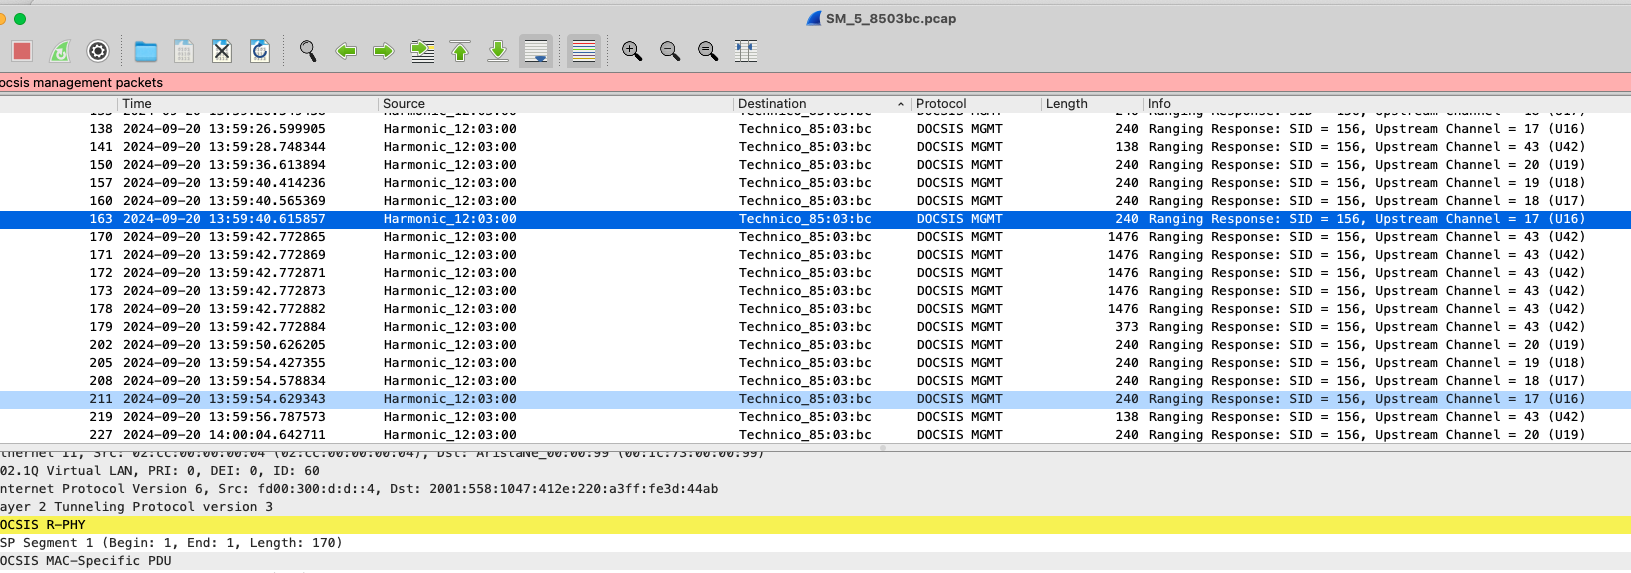 SM_5_8503bc.pcap
ocsis management packets
Time Source Destination Protocol Length Info
138 2024-09-20 13:59:26.599905 Harmonic_12:03:00 Technico_85:03:bc DOCSIS MGMT 240 Ranging Response: SID = 156, Upstream Channel = 17 (U16)
141 2024-09-20 13:59:28.748344 Harmonic_12:03:00 Technico_85:03:bc DOCSIS MGMT 138 Ranging Response: SID = 156, Upstream Channel = 43 (U42)
150 2024-09-20 13:59:36.613894 Harmonic_12:03:00 Technico_85:03:bc DOCSIS MGMT 240 Ranging Response: SID = 156, Upstream Channel = 20 (U19)
157 2024-09-20 13:59:40.414236 Harmonic_12:03:00 Technico_85:03:bc DOCSIS MGMT 240 Ranging Response: SID = 156, Upstream Channel = 19 (U18)
160 2024-09-20 13:59:40.565369 Harmonic_12:03:00 Technico_85:03:bc DOCSIS MGMT 240 Ranging Response: SID = 156, Upstream Channel = 18 (U17)
163 2024-09-20 13:59:40.615857 Harmonic_12:03:00 Technico_85:03:bc DOCSIS MGMT 240 Ranging Response: SID = 156, Upstream Channel = 17 (U16)
170 2024-09-20 13:59:42.772865 Harmonic_12:03:00 Technico_85:03:bc DOCSIS MGMT 1476 Ranging Response: SID = 156, Upstream Channel = 43 (U42)
171 2024-09-20 13:59:42.772869 Harmonic_12:03:00 Technico_85:03:bc DOCSIS MGMT 1476 Ranging Response: SID = 156, Upstream Channel = 43 (U42)
172 2024-09-20 13:59:42.772871 Harmonic_12:03:00 Technico_85:03:bc DOCSIS MGMT 1476 Ranging Response: SID = 156, Upstream Channel = 43 (U42)
173 2024-09-20 13:59:42.772873 Harmonic_12:03:00 Technico_85:03:bc DOCSIS MGMT 1476 Ranging Response: SID = 156, Upstream Channel = 43 (U42)
178 2024-09-20 13:59:42.772882 Harmonic_12:03:00 Technico_85:03:bc DOCSIS MGMT 1476 Ranging Response: SID = 156, Upstream Channel = 43 (U42)
179 2024-09-20 13:59:42.772884 Harmonic_12:03:00 Technico_85:03:bc DOCSIS MGMT 373 Ranging Response: SID = 156, Upstream Channel = 43 (U42)
202 2024-09-20 13:59:50.626205 Harmonic_12:03:00 Technico_85:03:bc DOCSIS MGMT 240 Ranging Response: SID = 156, Upstream Channel = 20 (U19)
205 2024-09-20 13:59:54.427355 Harmonic_12:03:00 Technico_85:03:bc DOCSIS MGMT 240 Ranging Response: SID = 156, Upstream Channel = 19 (U18)
208 2024-09-20 13:59:54.578834 Harmonic_12:03:00 Technico_85:03:bc DOCSIS MGMT 240 Ranging Response: SID = 156, Upstream Channel = 18 (U17)
211 2024-09-20 13:59:54.629343 Harmonic_12:03:00 Technico_85:03:bc DOCSIS MGMT 240 Ranging Response: SID = 156, Upstream Channel = 17 (U16)
219 2024-09-20 13:59:56.787573 Harmonic_12:03:00 Technico_85:03:bc DOCSIS MGMT 138 Ranging Response: SID = 156, Upstream Channel = 43 (U42)
227 2024-09-20 14:00:04.642711 Harmonic_12:03:00 Technico_85:03:bc DOCSIS MGMT 240 Ranging Response: SID = 156, Upstream Channel = 20 (U19)
thernet II, Src: 02:cc:00:00:00:04 (02:cc:00:00:00:04), Dst: AristaNe_00:00:99 (00:1c:73:00:00:99)
02.1Q Virtual LAN, PRI: 0, DEI: 0, ID: 60
nternet Protocol Version 6, Src: fd00:300:d:d::4, Dst: 2001:558:1047:412e:220:a3ff:fe3d:44ab
ayer 2 Tunneling Protocol version 3
OCSIS R-PHY
SP Segment 1 (Begin: 1, End: 1, Length: 170)
OCSIS MAC-Specific PDU